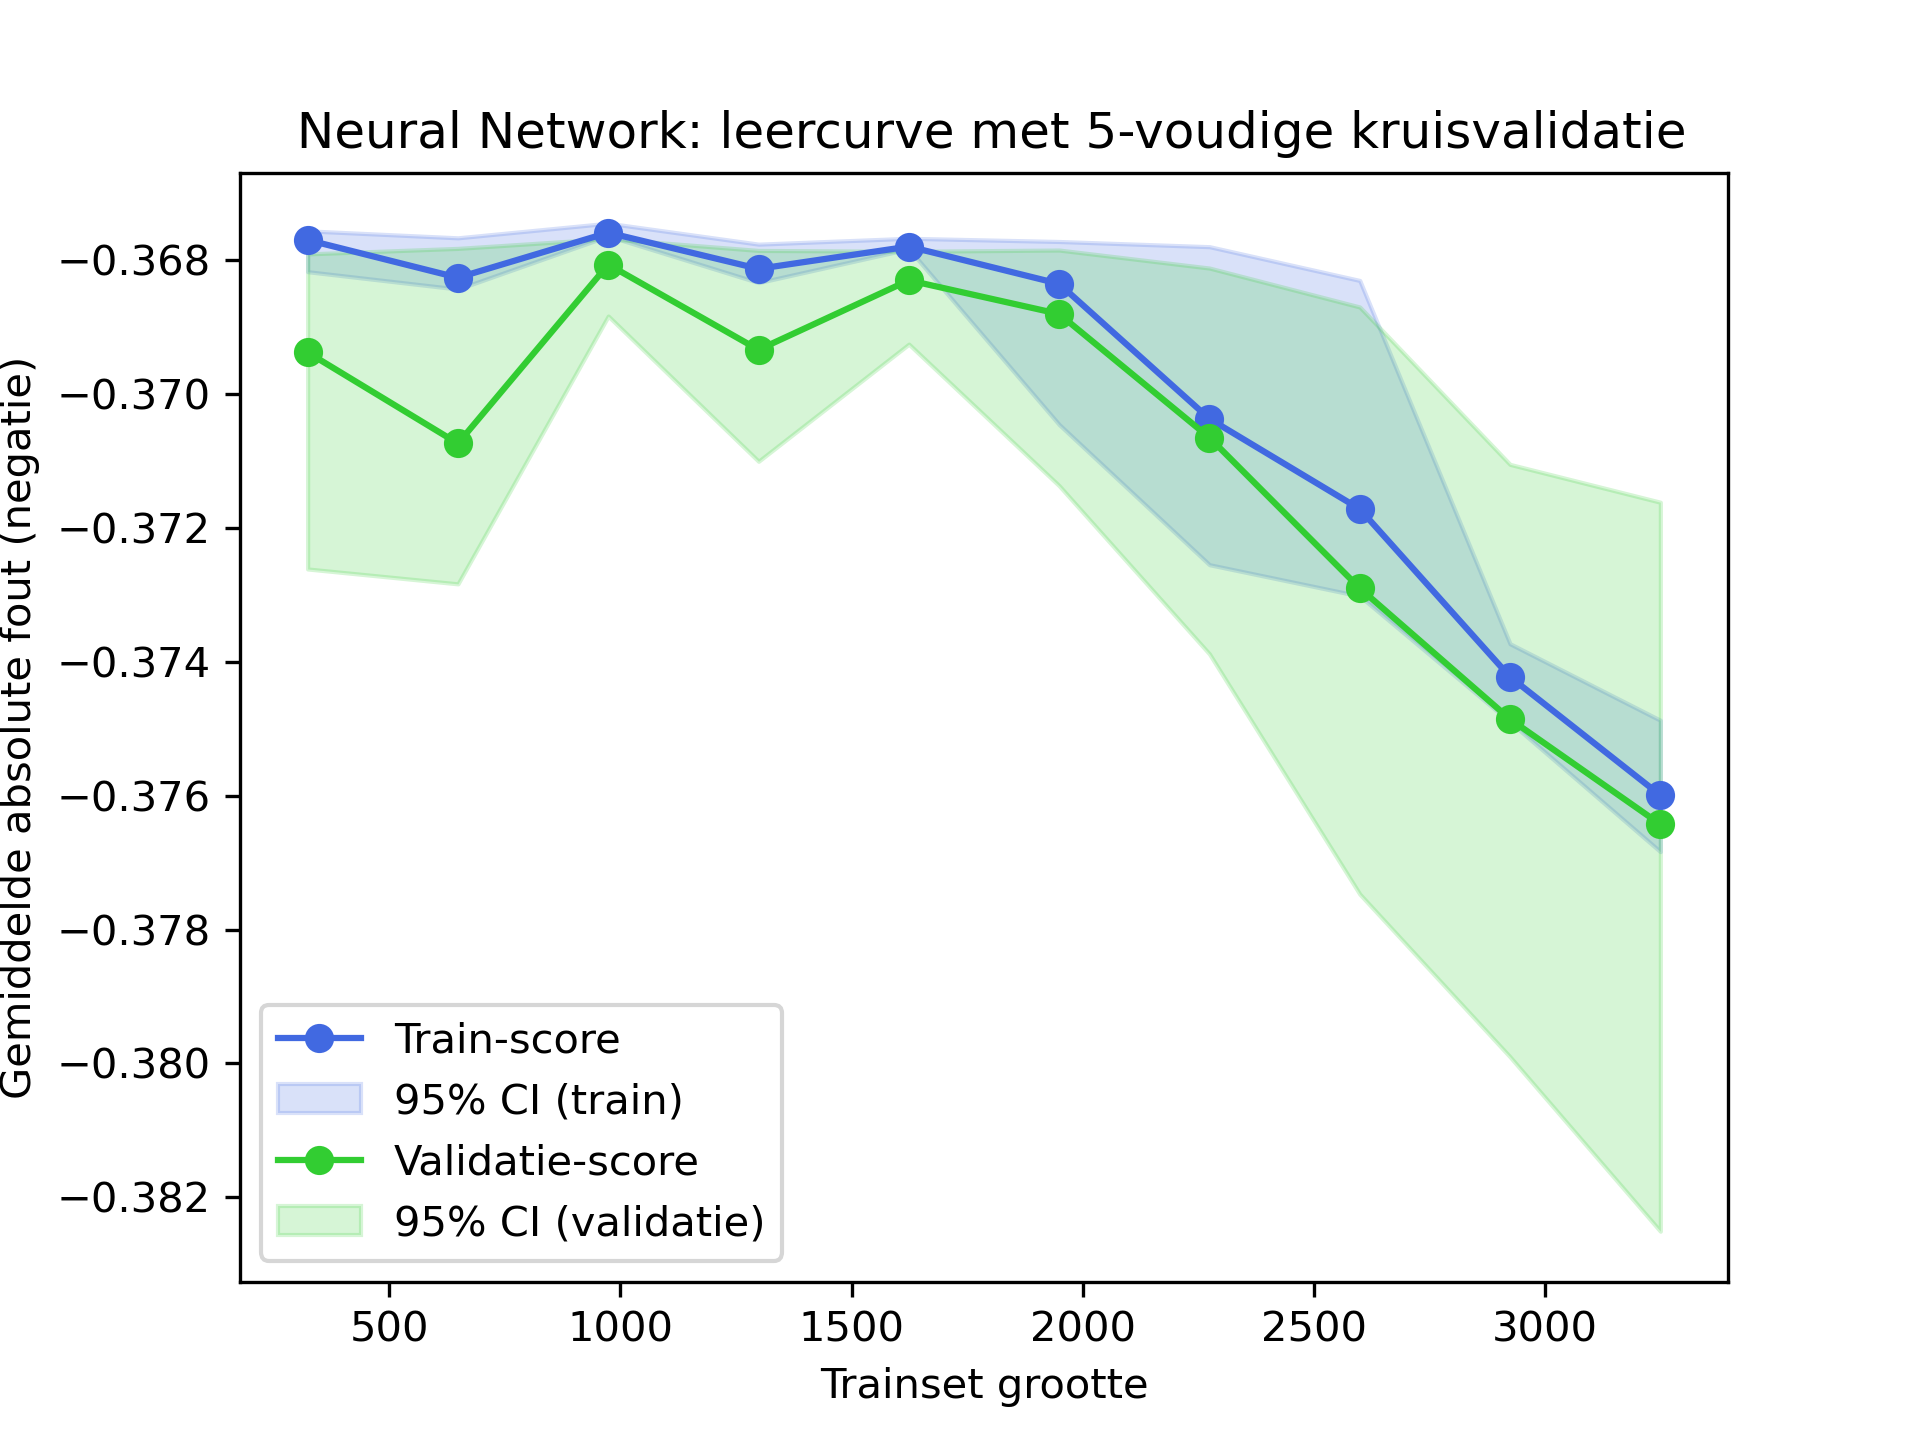 Neural Network: leercurve met 5-voudige kruisvalidatie
Gemiddelde absolute fout (negatie)
−0.368
−0.370
−0.372
−0.374
−0.376
−0.378
−0.380
−0.382
Train-score
95% CI (train)
Validatie-score
95% CI (validatie)
500 1000 1500 2000 2500 3000
Trainset grootte